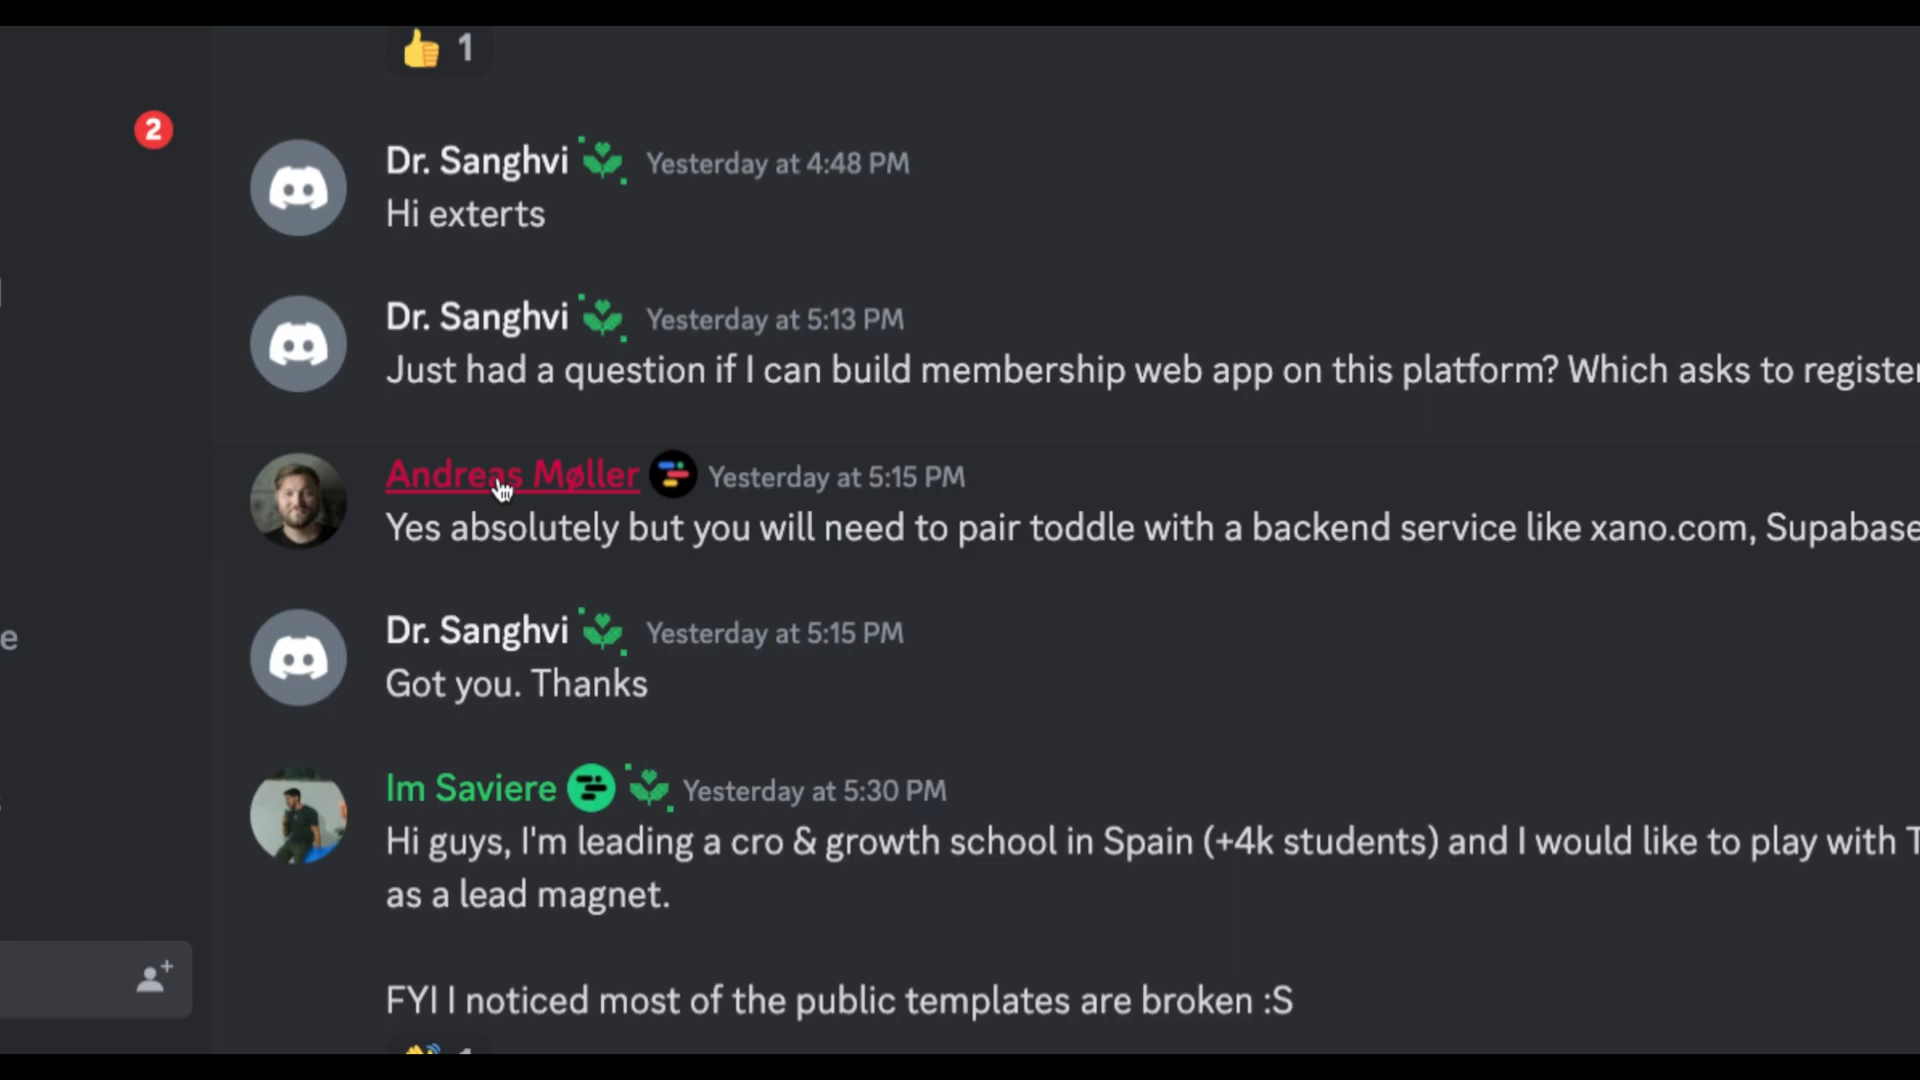 👍 1
2
Dr. Sanghvi Yesterday at 4:48 PM
Hi exterts
Dr. Sanghvi Yesterday at 5:13 PM
Just had a question if I can build membership web app on this platform? Which asks to register
Andreas Møller Yesterday at 5:15 PM
Yes absolutely but you will need to pair toddle with a backend service like xano.com, Supabase
e
Dr. Sanghvi Yesterday at 5:15 PM
Got you. Thanks
Im Saviere Yesterday at 5:30 PM
Hi guys, I'm leading a cro & growth school in Spain (+4k students) and I would like to play with T
as a lead magnet.
FYI I noticed most of the public templates are broken :S